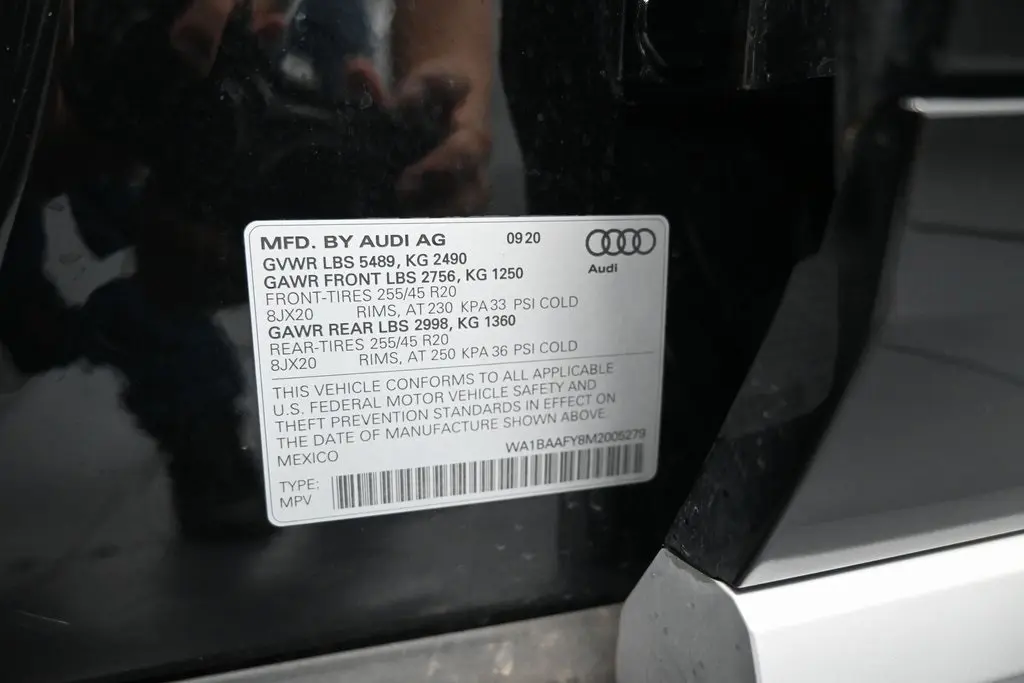 MFD. BY AUDI AG 09 20
GVWR LBS 5489, KG 2490
GAWR FRONT LBS 2756, KG 1250
FRONT-TIRES 255/45 R20
8JX20 RIMS, AT 230 KPA 33 PSI COLD
GAWR REAR LBS 2998, KG 1360
REAR-TIRES 255/45 R20
8JX20 RIMS, AT 250 KPA 36 PSI COLD
Audi
THIS VEHICLE CONFORMS TO ALL APPLICABLE
U.S. FEDERAL MOTOR VEHICLE SAFETY AND
THEFT PREVENTION STANDARDS IN EFFECT ON
THE DATE OF MANUFACTURE SHOWN ABOVE.
MEXICO WA1BAAFY8M2005279
TYPE:
MPV